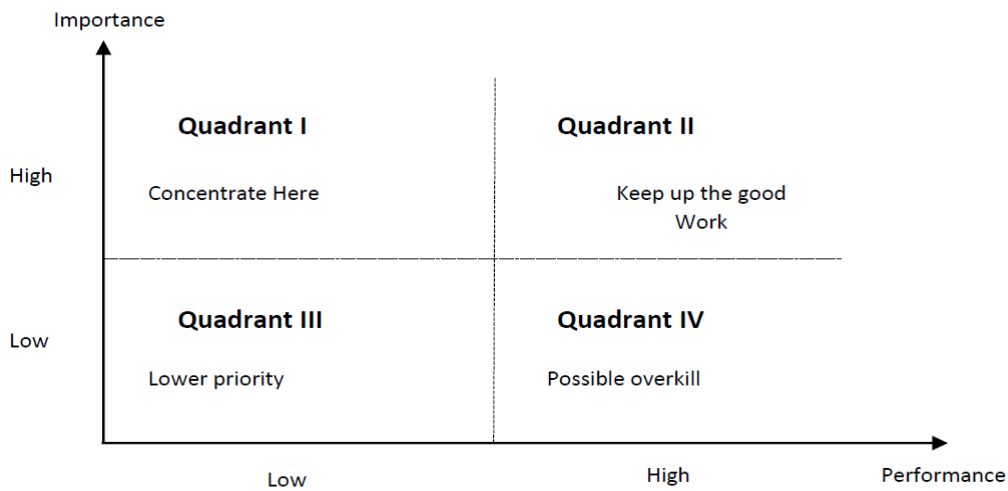 Importance
Quadrant I
Quadrant II
High
Concentrate Here
Keep up the good
Work
Quadrant III
Quadrant IV
Low
Lower priority
Possible overkill
Low
High
Performance